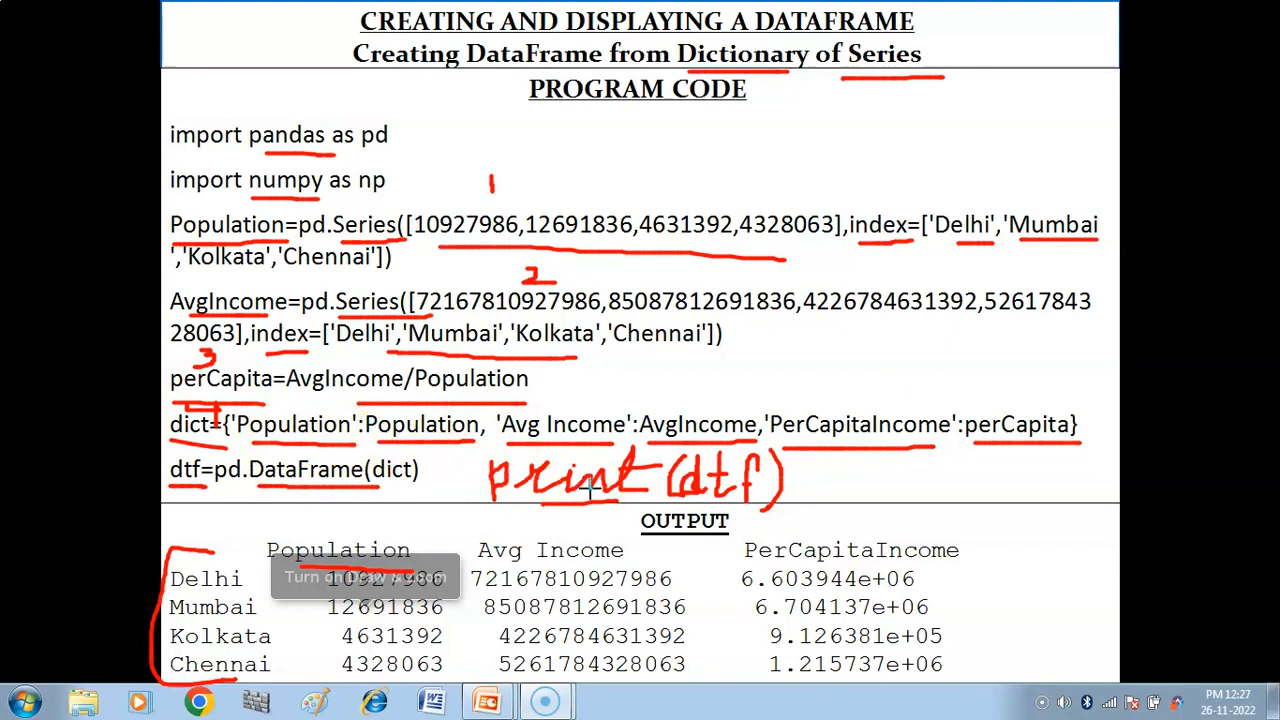 CREATING AND DISPLAYING A DATAFRAME
Creating DataFrame from Dictionary of Series
PROGRAM CODE
import pandas as pd
import numpy as np
1
Population=pd.Series([10927986,12691836,4631392,4328063],index=['Delhi','Mumbai
','Kolkata','Chennai'])
2
AvgIncome=pd.Series([72167810927986,85087812691836,4226784631392,52617843
28063],index=['Delhi','Mumbai','Kolkata','Chennai'])
3
perCapita=AvgIncome/Population
4
dict={'Population':Population, 'Avg Income':AvgIncome,'PerCapitaIncome':perCapita}
dtf=pd.DataFrame(dict) print(dtf)
OUTPUT
Population Avg Income PerCapitaIncome
Turn on Draw &
Delhi 10927986 72167810927986 6.603944e+06
Mumbai 12691836 85087812691836 6.704137e+06
Kolkata 4631392 4226784631392 9.126381e+05
Chennai 4328063 5261784328063 1.215737e+06
PM 12:27
26-11-2022